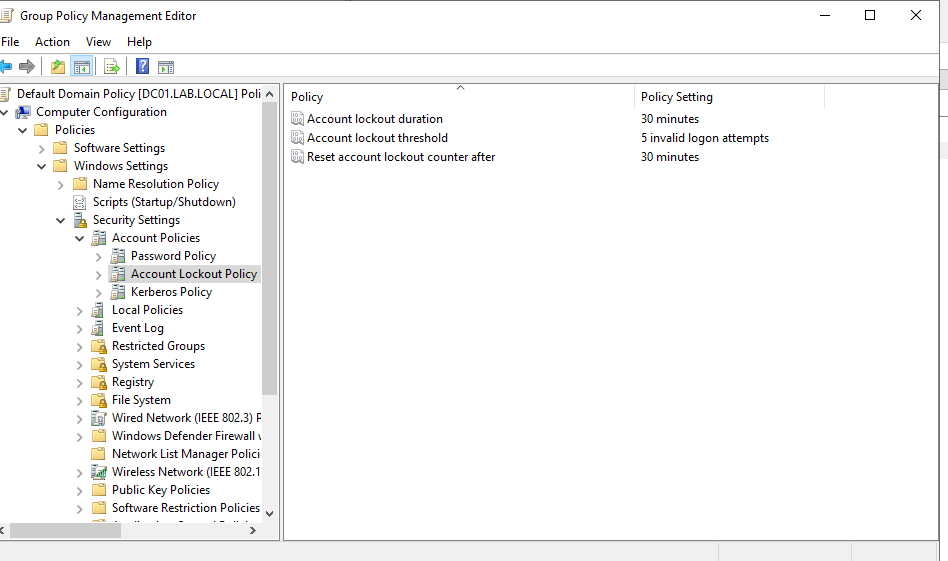 Group Policy Management Editor
File Action View Help
Default Domain Policy [DC01.LAB.LOCAL] Poli
Computer Configuration
Policies
Software Settings
Windows Settings
Name Resolution Policy
Scripts (Startup/Shutdown)
Security Settings
Account Policies
Password Policy
Account Lockout Policy
Kerberos Policy
Local Policies
Event Log
Restricted Groups
System Services
Registry
File System
Wired Network (IEEE 802.3) P
Windows Defender Firewall
Network List Manager Polici
Wireless Network (IEEE 802.1
Public Key Policies
Software Restriction Policies
Policy Policy Setting
Account lockout duration 30 minutes
Account lockout threshold 5 invalid logon attempts
Reset account lockout counter after 30 minutes